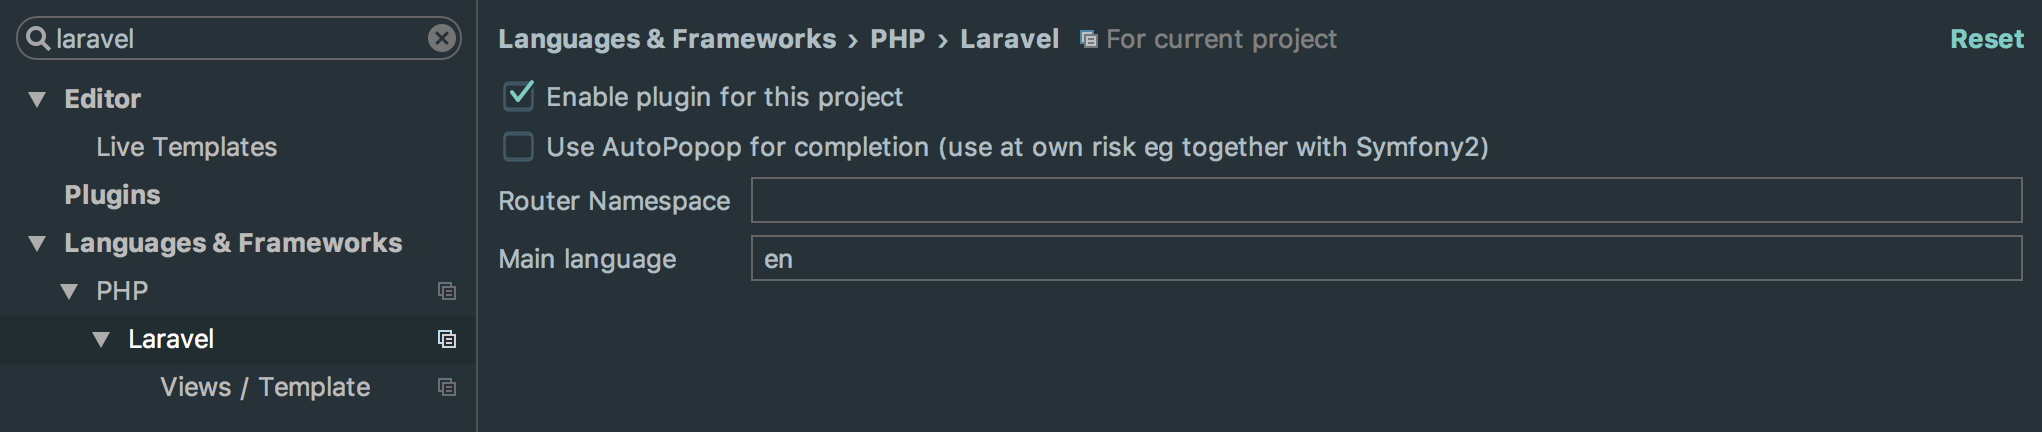 laravel
Editor
Live Templates
Plugins
Languages & Frameworks
PHP
Laravel
Views / Template
Languages & Frameworks › PHP › Laravel For current project
Reset
Enable plugin for this project
Use AutoPopop for completion (use at own risk eg together with Symfony2)
Router Namespace
Main language en